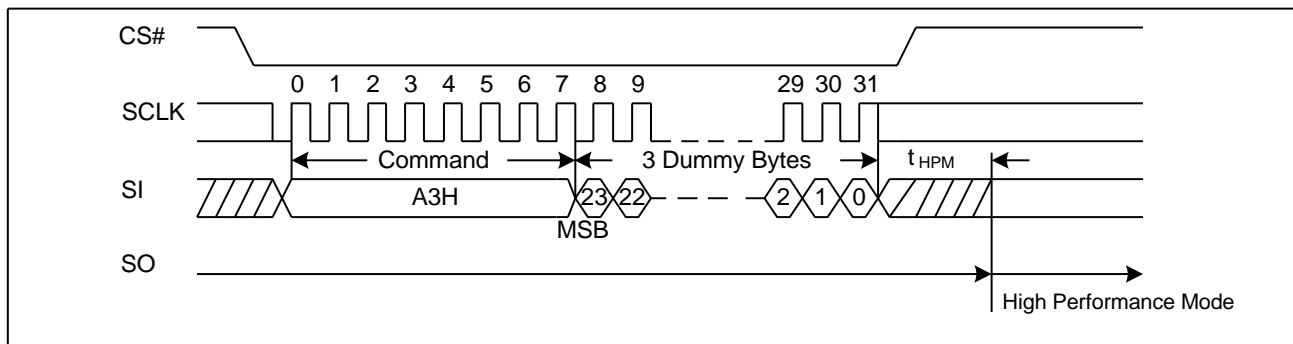 CS#
0 1 2 3 4 5 6 7 8 9 29 30 31
SCLK
Command 3 Dummy Bytes t HPM
SI A3H 23 22 2 1 0
MSB
SO
High Performance Mode